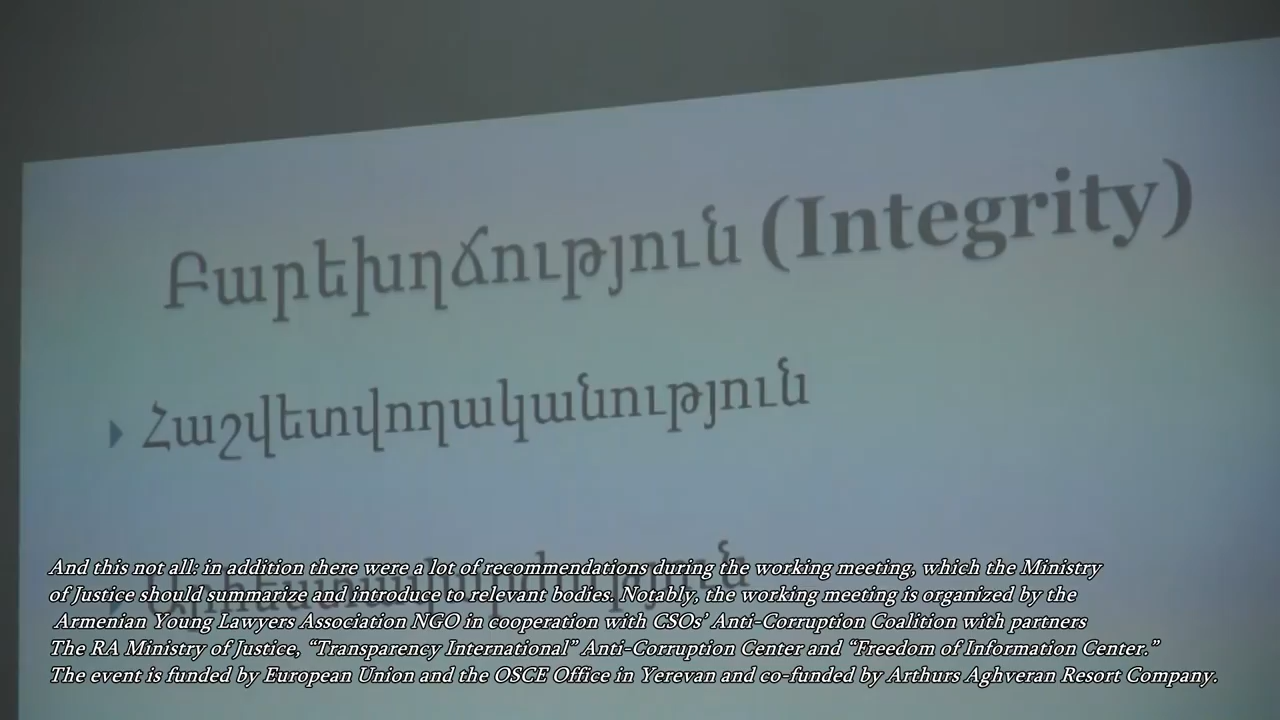 Բարեխղճություն (Integrity)
Հաշվետվողականություն
And this not all: in addition there were a lot of recommendations during the working meeting, which the Ministry
of Justice should summarize and introduce to relevant bodies. Notably, the working meeting is organized by the
Armenian Young Lawyers Association NGO in cooperation with CSOs’ Anti-Corruption Coalition with partners
The RA Ministry of Justice, “Transparency International” Anti-Corruption Center and “Freedom of Information Center.”
The event is funded by European Union and the OSCE Office in Yerevan and co-funded by Arthurs Aghveran Resort Company.